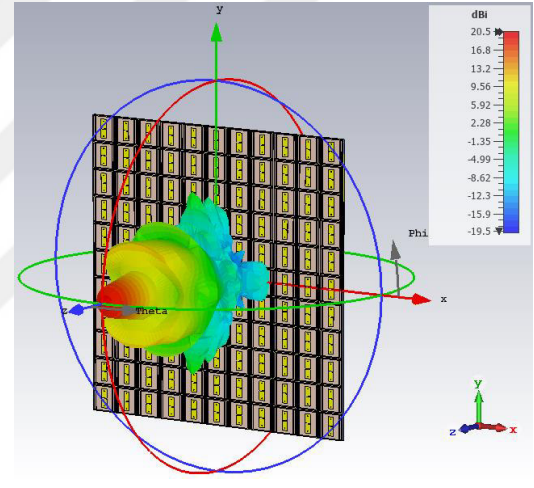 dBi
20.5
16.8
13.2
9.56
5.92
2.28
-1.35
-4.99
-8.62
-12.3
-15.9
-19.5
y
Phi
x
z
Theta
y
z
x